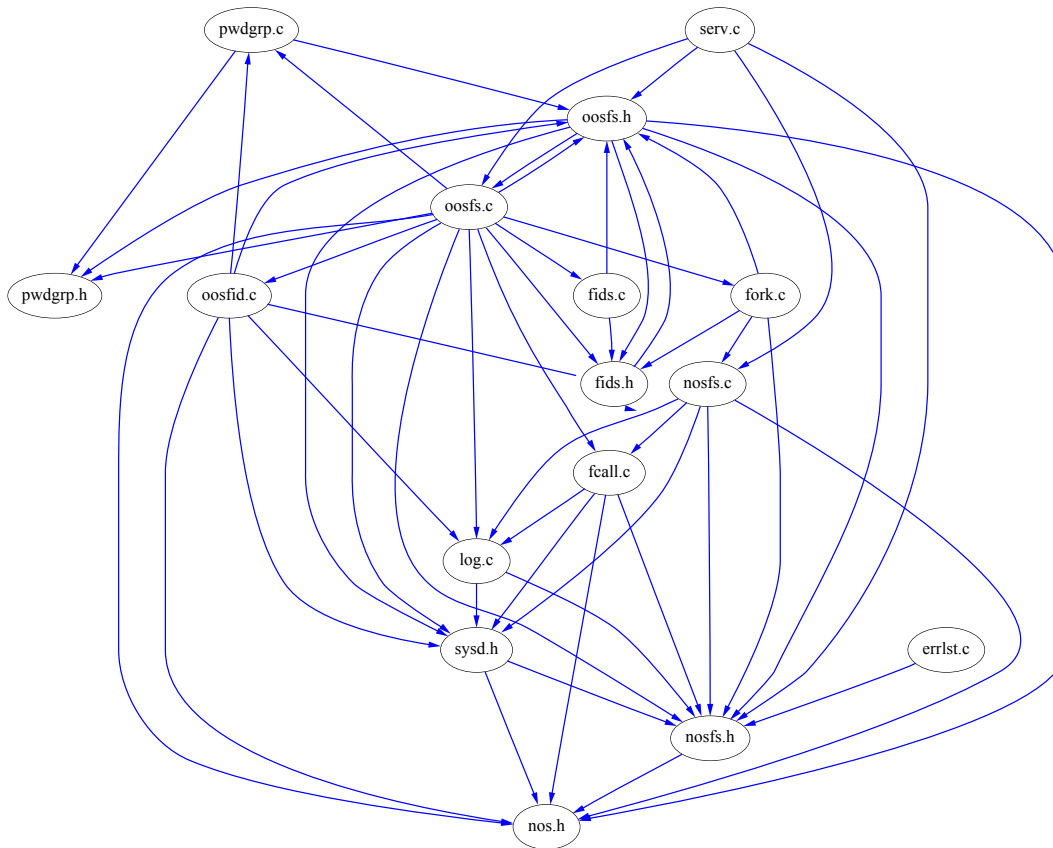 pwdgrp.c
serv.c
oosfs.h
oosfs.c
pwdgrp.h
oosfid.c
fids.c
fork.c
fids.h
nosfs.c
fcall.c
log.c
sysd.h
errlst.c
nosfs.h
nos.h